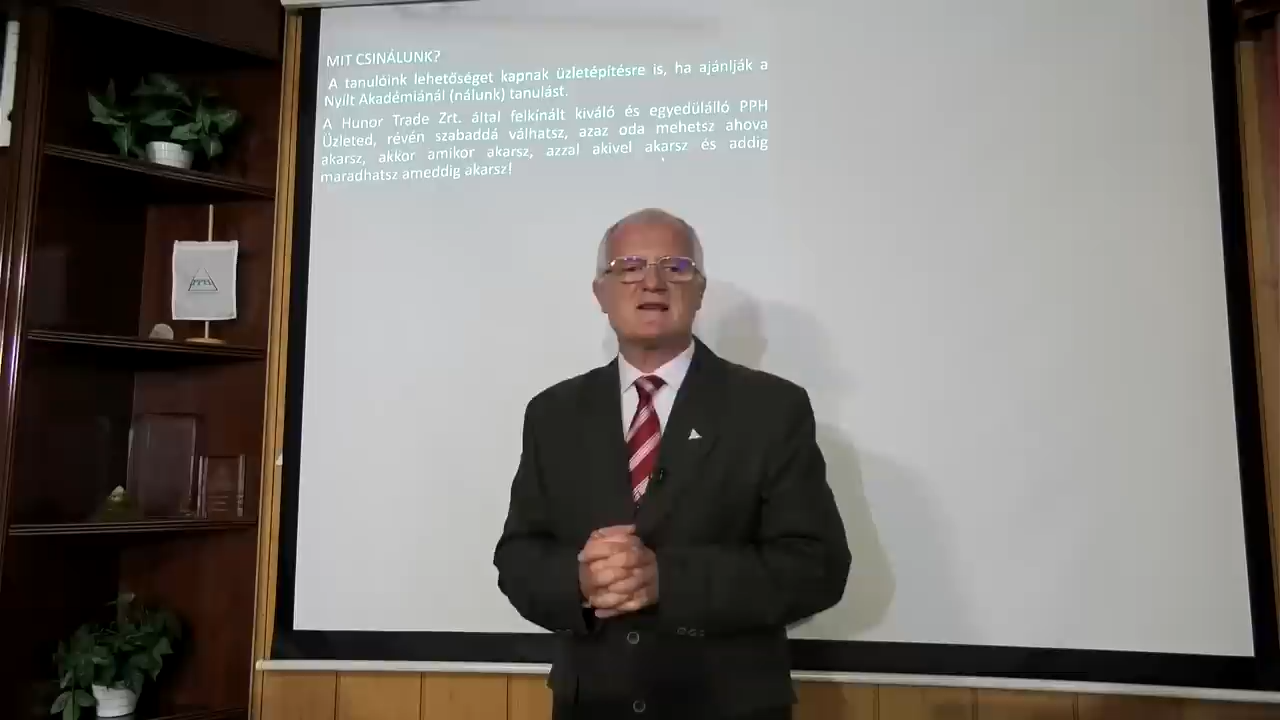 MIT CSINÁLUNK?
A tanulóink lehetőséget kapnak üzletépítésre is, ha ajánlják a
Nyílt Akadémiánál (nálunk) tanulást.
A Hunor Trade Zrt. által felkínált kiváló és egyedülálló PPH
Üzleted, révén szabaddá válhatsz, azaz oda mehetsz ahova
akarsz, akkor amikor akarsz, azzal akivel akarsz és addig
maradhatsz ameddig akarsz!